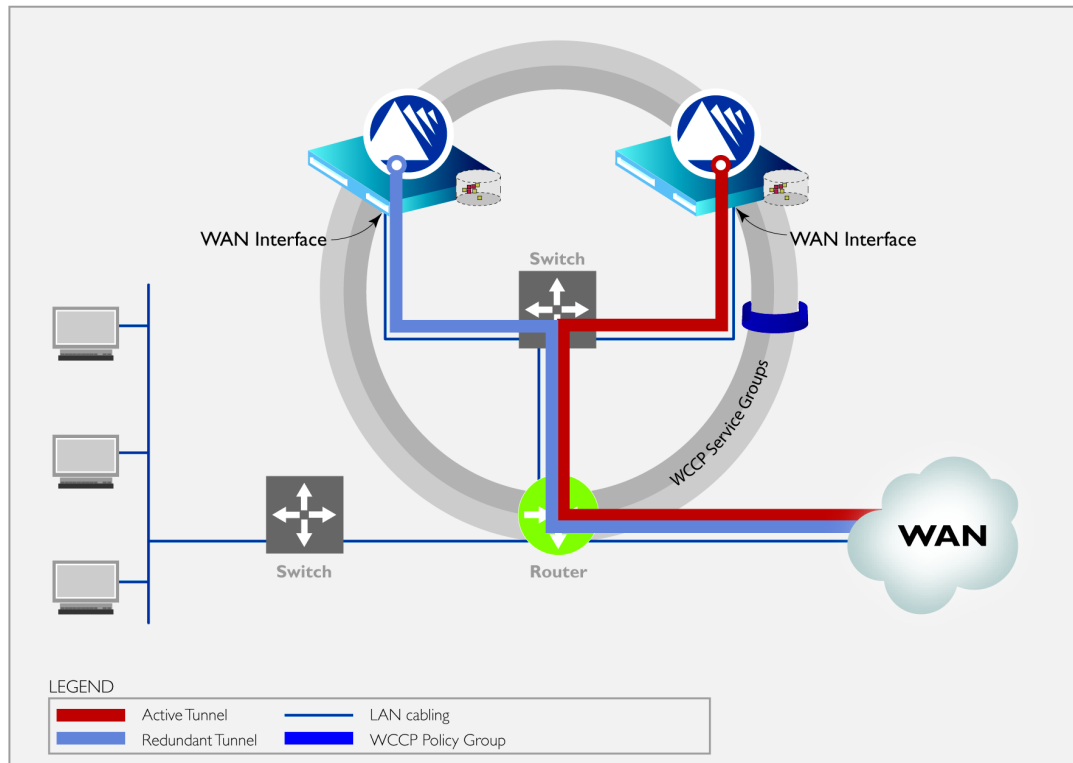 WAN Interface
WAN Interface
Switch
WCCP Service Groups
WAN
Switch
Router
LEGEND
Active Tunnel
LAN cabling
Redundant Tunnel
WCCP Policy Group